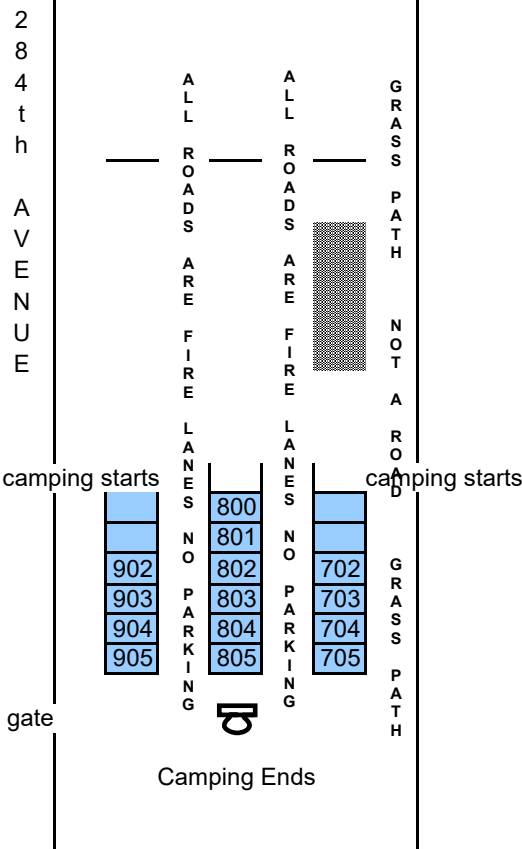 284th AVENUE
ALL ROADS ARE FIRE LANES NO PARKING
ALL ROADS ARE FIRE LANES NO PARKING
GRASS PATH NOT A ROAD GRASS PATH
camping starts
camping starts
800
801
902
802
702
903
803
703
904
804
704
905
805
705
gate
Camping Ends